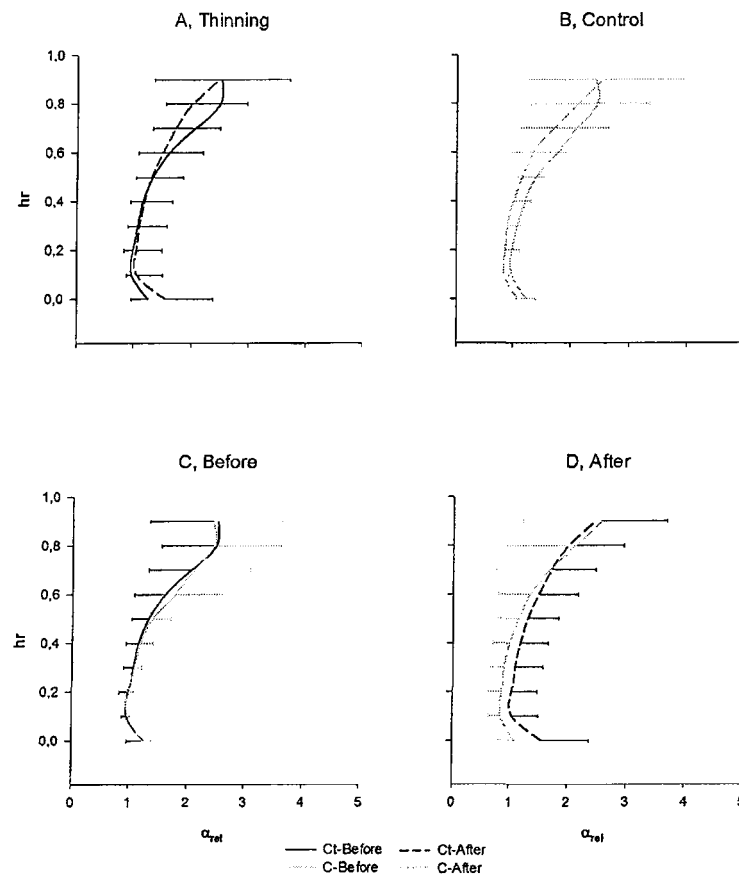 A, Thinning
B, Control
1,0
0,8
0,6
0,4
0,2
0,0
hr
C, Before
D, After
1,0
0,8
0,6
0,4
0,2
0,0
hr
0 1 2 3 4 5
0 1 2 3 4 5
αref
αref
Ct-Before Ct-After
C-Before C-After